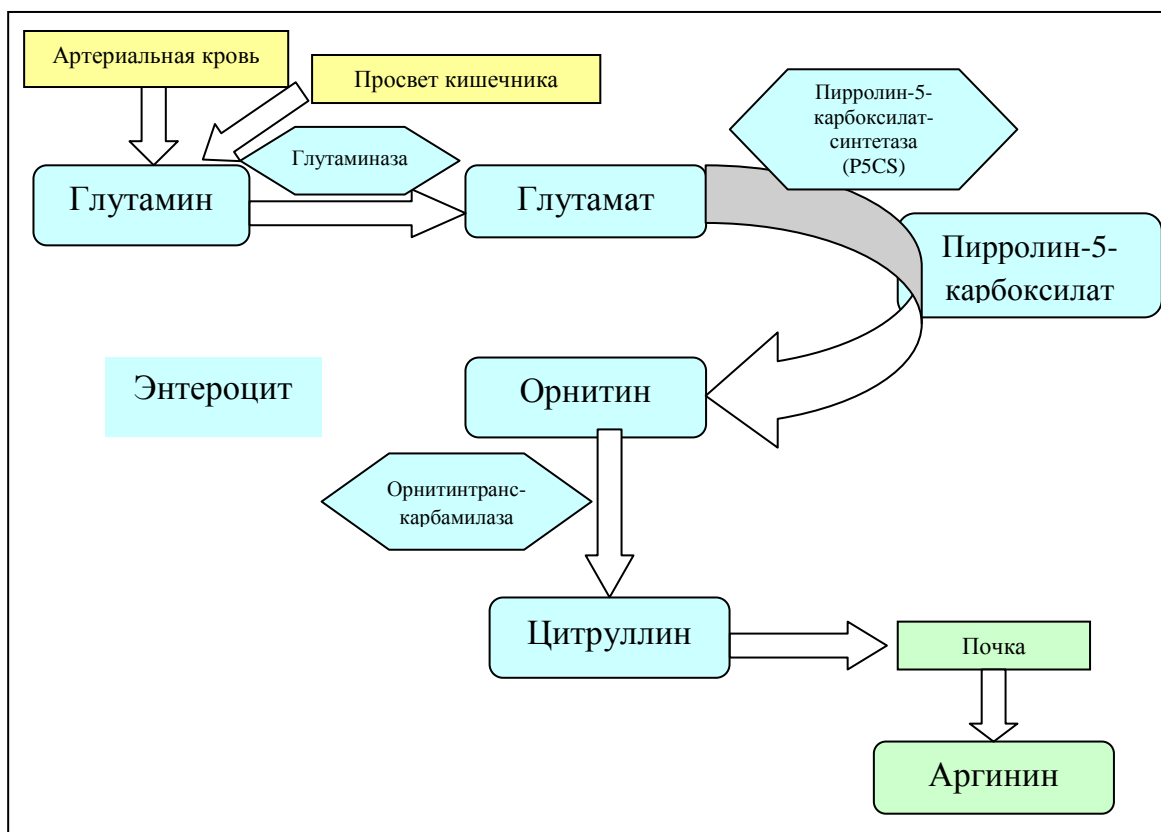 Артериальная кровь
Просвет кишечника
Пирролин-5-
карбоксилат-
синтетаза
(P5CS)
Глутаминаза
Глутамин
Глутамат
Пирролин-5-
карбоксилат
Энтероцит
Орнитин
Орнитинтранс-
карбамилаза
Цитруллин
Почка
Аргинин